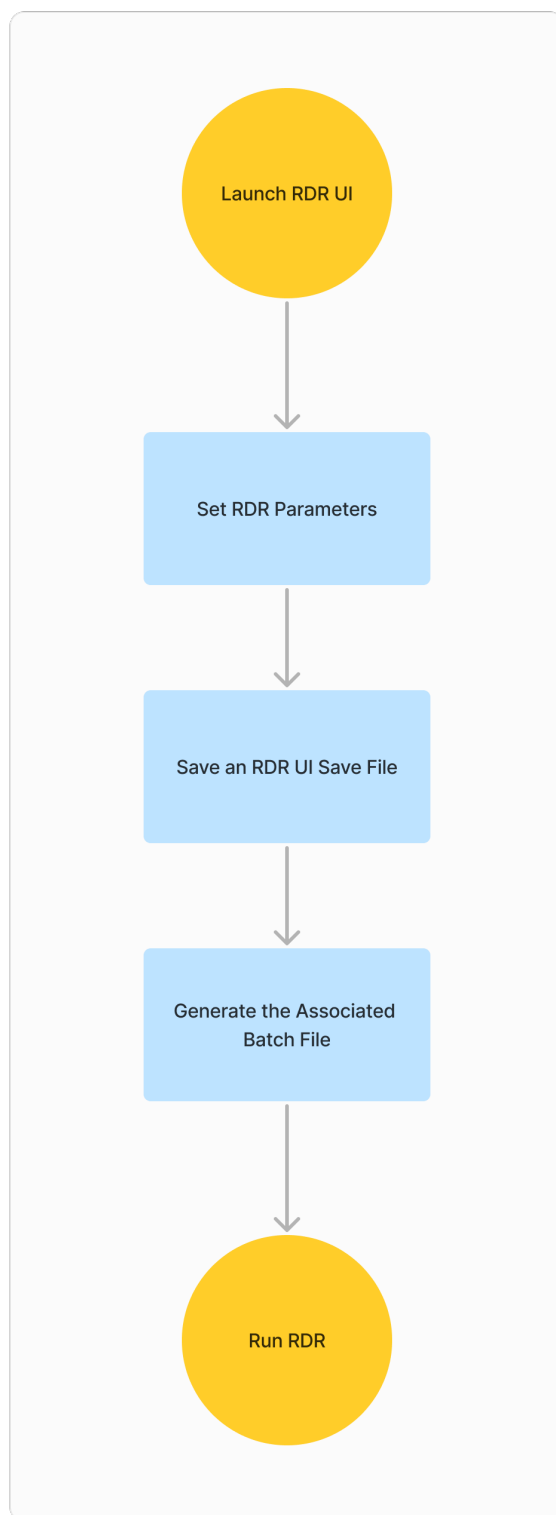 Launch RDR UI
Set RDR Parameters
Save an RDR UI Save File
Generate the Associated
Batch File
Run RDR